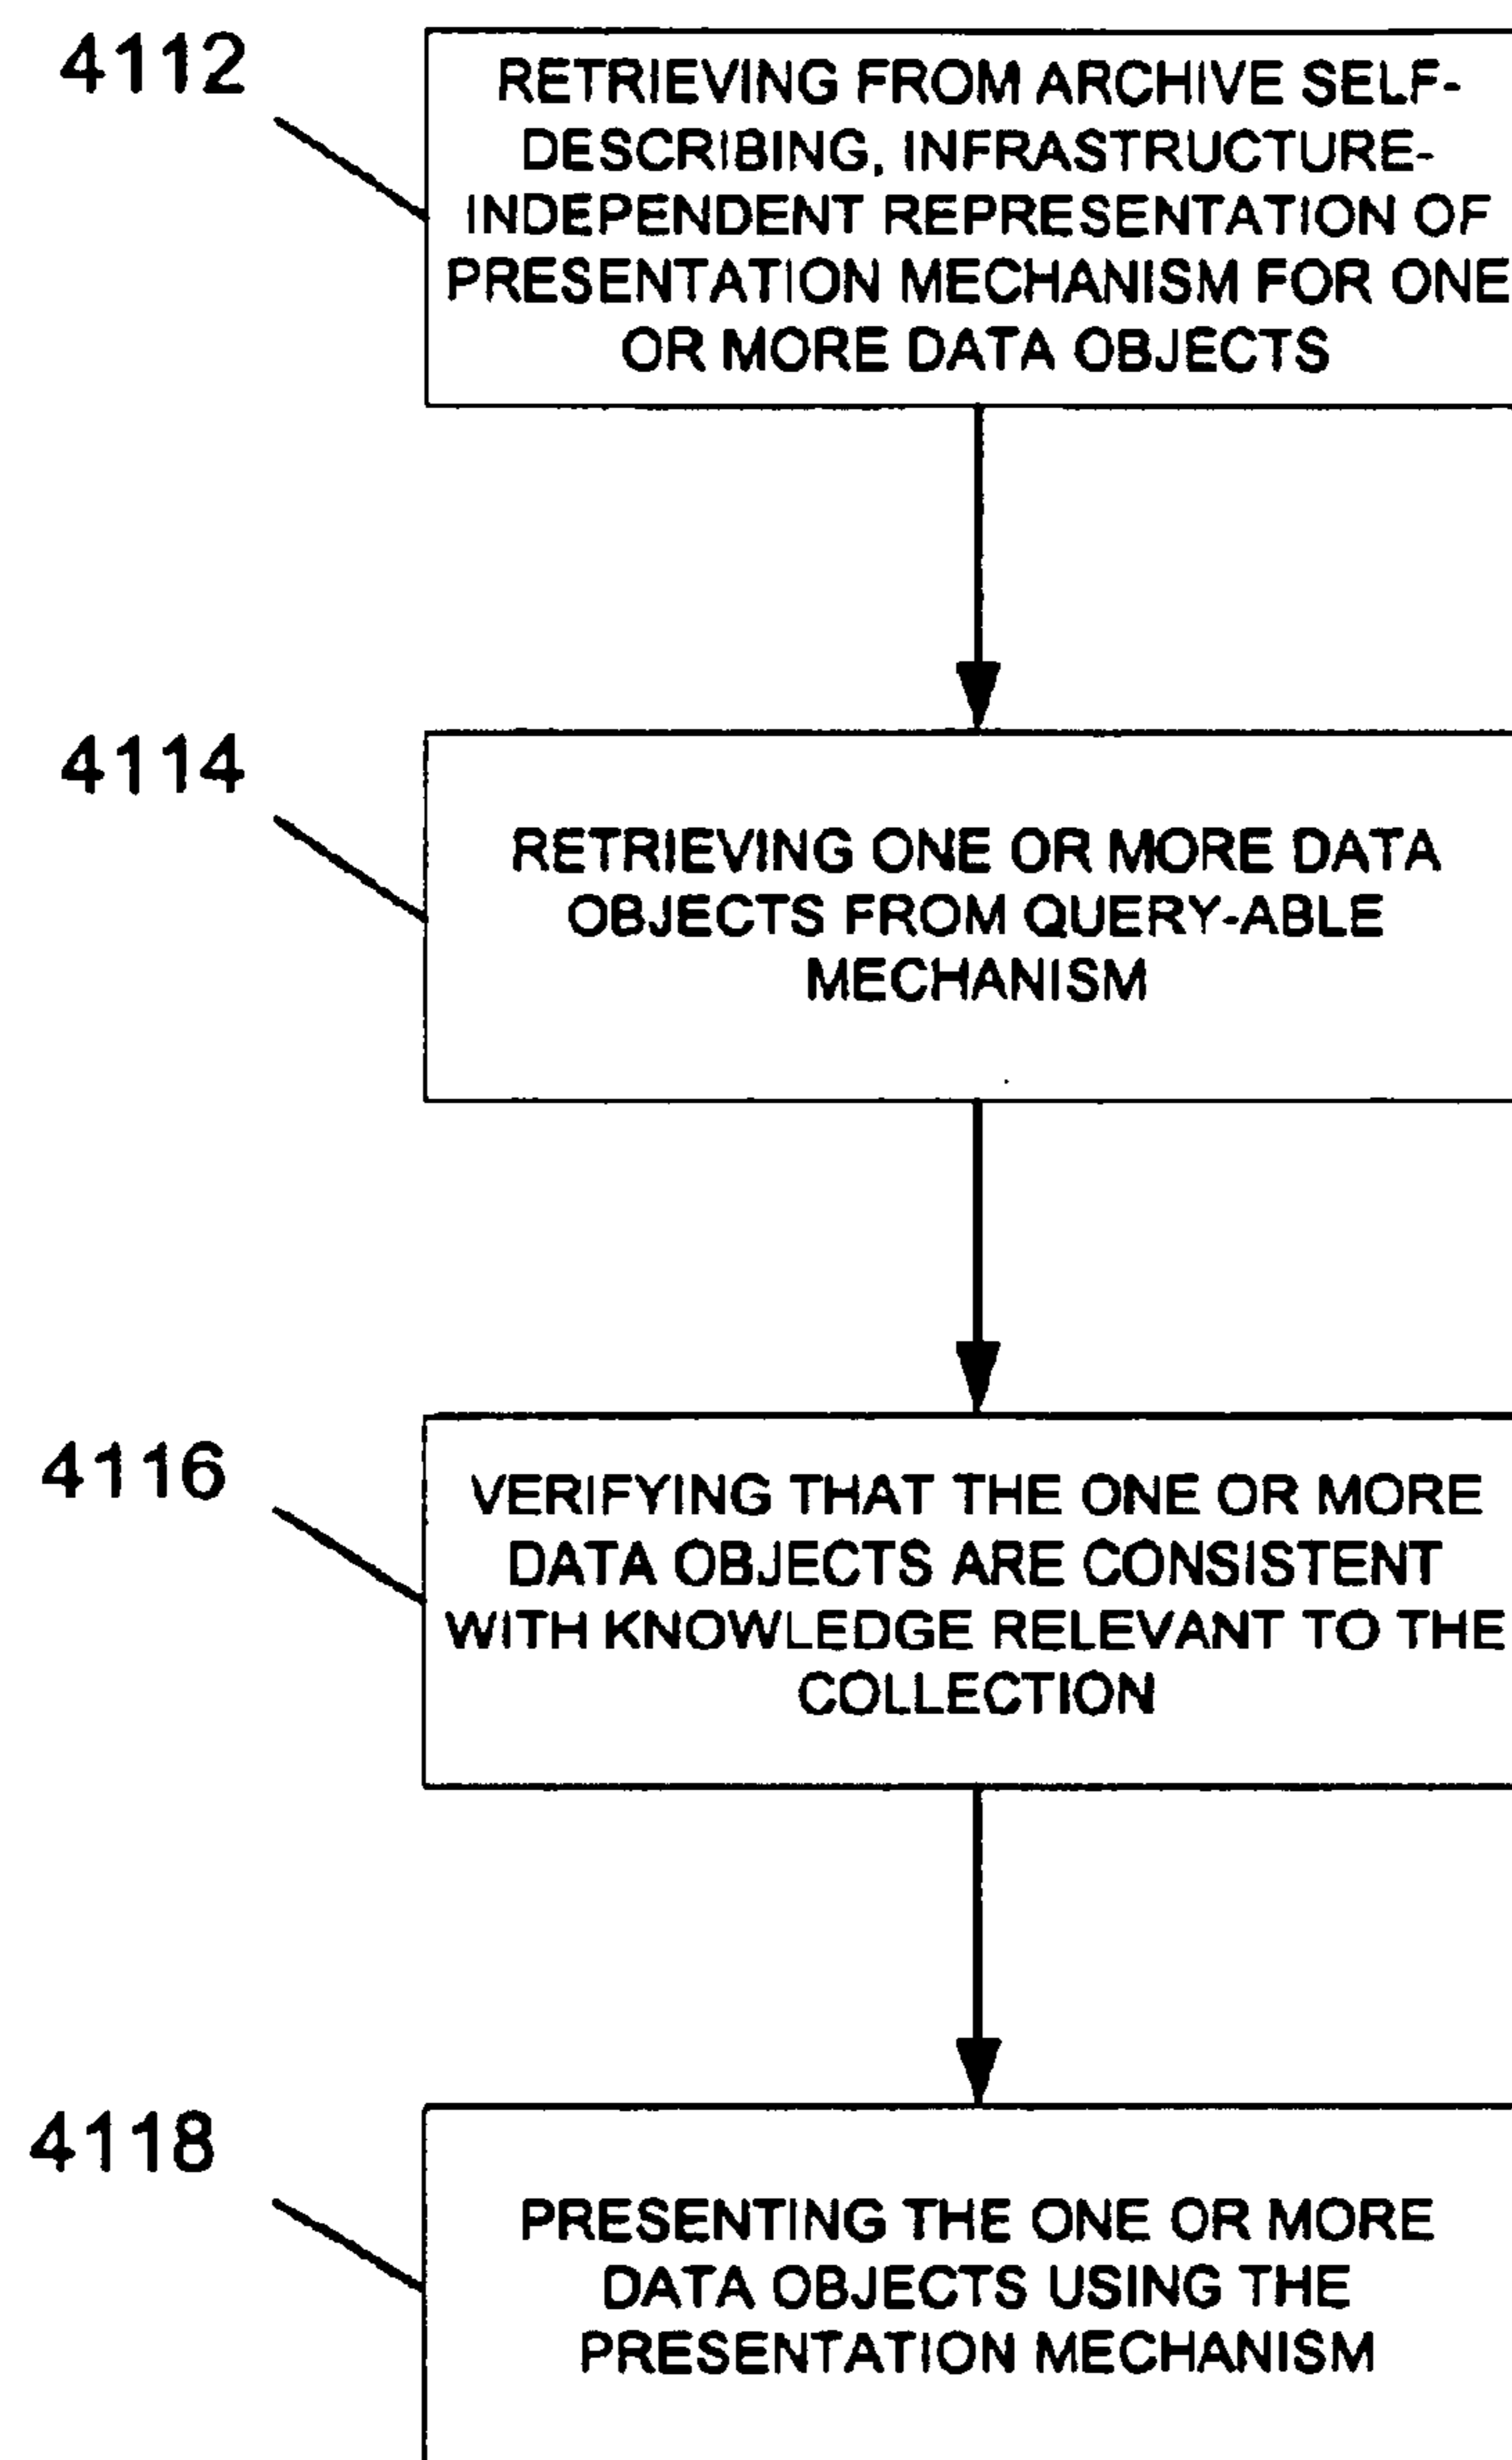 4112
RETRIEVING FROM ARCHIVE SELF-
DESCRIBING, INFRASTRUCTURE-
INDEPENDENT REPRESENTATION OF
PRESENTATION MECHANISM FOR ONE
OR MORE DATA OBJECTS
4114
RETRIEVING ONE OR MORE DATA
OBJECTS FROM QUERY-ABLE
MECHANISM
4116
VERIFYING THAT THE ONE OR MORE
DATA OBJECTS ARE CONSISTENT
WITH KNOWLEDGE RELEVANT TO THE
COLLECTION
4118
PRESENTING THE ONE OR MORE
DATA OBJECTS USING THE
PRESENTATION MECHANISM